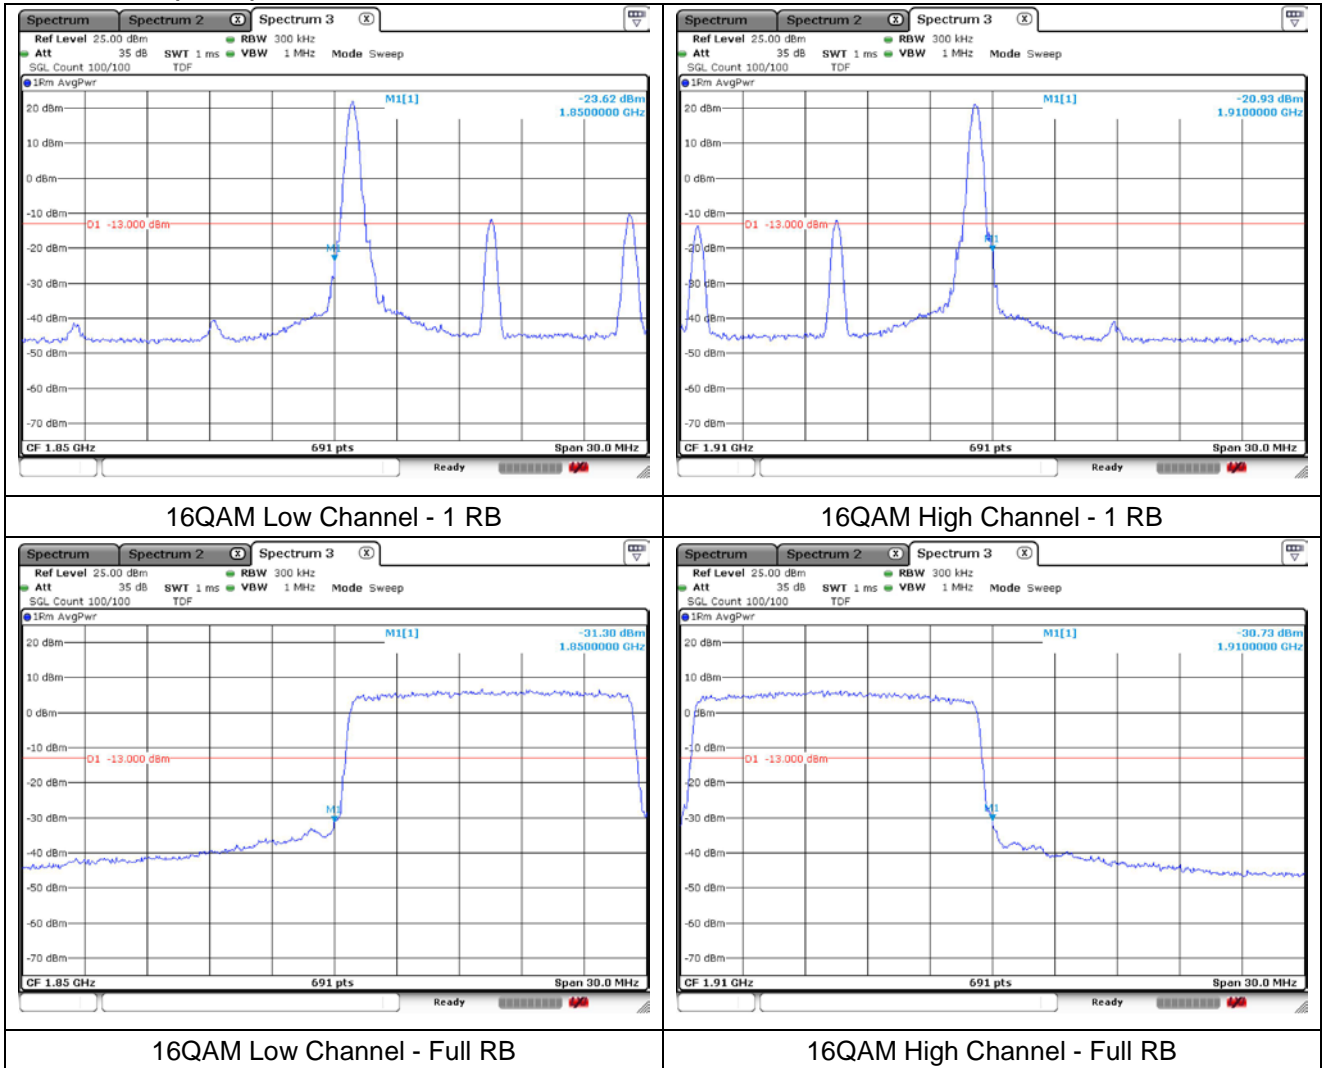 Spectrum Spectrum 2 X Spectrum 3 X
Ref Level 25.00 dBm RBW 300 kHz
Att 35 dB SWT 1 ms VBW 1 MHz Mode Sweep
SGL Count 100/100 TDF
1Rm AvgPwr
M1[1] -23.62 dBm
1.8500000 GHz
20 dBm
10 dBm
0 dBm
-10 dBm
D1 -13.000 dBm
M1
-20 dBm
-30 dBm
-40 dBm
-50 dBm
-60 dBm
-70 dBm
CF 1.85 GHz 691 pts Span 30.0 MHz
Ready
16QAM Low Channel - 1 RB
Spectrum Spectrum 2 X Spectrum 3 X
Ref Level 25.00 dBm RBW 300 kHz
Att 35 dB SWT 1 ms VBW 1 MHz Mode Sweep
SGL Count 100/100 TDF
1Rm AvgPwr
M1[1] -20.93 dBm
1.9100000 GHz
20 dBm
10 dBm
0 dBm
-10 dBm
D1 -13.000 dBm
M1
-20 dBm
-30 dBm
-40 dBm
-50 dBm
-60 dBm
-70 dBm
CF 1.91 GHz 691 pts Span 30.0 MHz
Ready
16QAM High Channel - 1 RB
Spectrum Spectrum 2 X Spectrum 3 X
Ref Level 25.00 dBm RBW 300 kHz
Att 35 dB SWT 1 ms VBW 1 MHz Mode Sweep
SGL Count 100/100 TDF
1Rm AvgPwr
M1[1] -31.30 dBm
1.8500000 GHz
20 dBm
10 dBm
0 dBm
-10 dBm
D1 -13.000 dBm
-20 dBm
M1
-30 dBm
-40 dBm
-50 dBm
-60 dBm
-70 dBm
CF 1.85 GHz 691 pts Span 30.0 MHz
Ready
16QAM Low Channel - Full RB
Spectrum Spectrum 2 X Spectrum 3 X
Ref Level 25.00 dBm RBW 300 kHz
Att 35 dB SWT 1 ms VBW 1 MHz Mode Sweep
SGL Count 100/100 TDF
1Rm AvgPwr
M1[1] -30.73 dBm
1.9100000 GHz
20 dBm
10 dBm
0 dBm
-10 dBm
D1 -13.000 dBm
-20 dBm
M1
-30 dBm
-40 dBm
-50 dBm
-60 dBm
-70 dBm
CF 1.91 GHz 691 pts Span 30.0 MHz
Ready
16QAM High Channel - Full RB